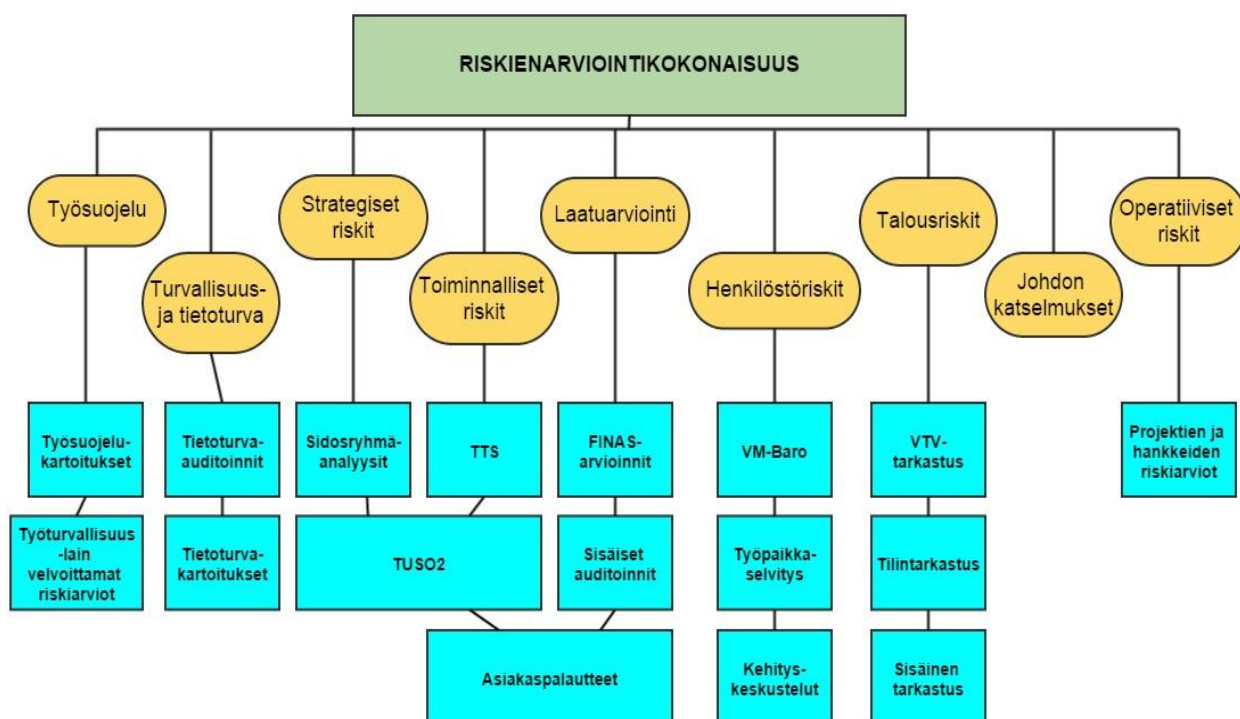 RISKIENARVIOINTIKOKONAISUUS
Työsuojelu
Turvallisuus-
ja tietoturva
Strategiset
riskit
Toiminnalliset
riskit
Laatuarviointi
Henkilöstöriskit
Talousriskit
Johdon
katselmukset
Operatiiviset
riskit
Työsuojelu-
kartoitukset
Tietoturva-
auditoinnit
Sidosryhmä-
analyysit
TTS
FINAS-
arvioinnit
VM-Baro
VTV-
tarkastus
Projektien ja
hankkeiden
riskiarviot
Työturvallisuus
-lain
velvoittamat
riskiarviot
Tietoturva-
kartoitukset
TUSO2
Sisäiset
auditoinnit
Työpaikka-
selvitys
Tilintarkastus
Asiakaspalautteet
Kehitys-
keskustelut
Sisäinen
tarkastus